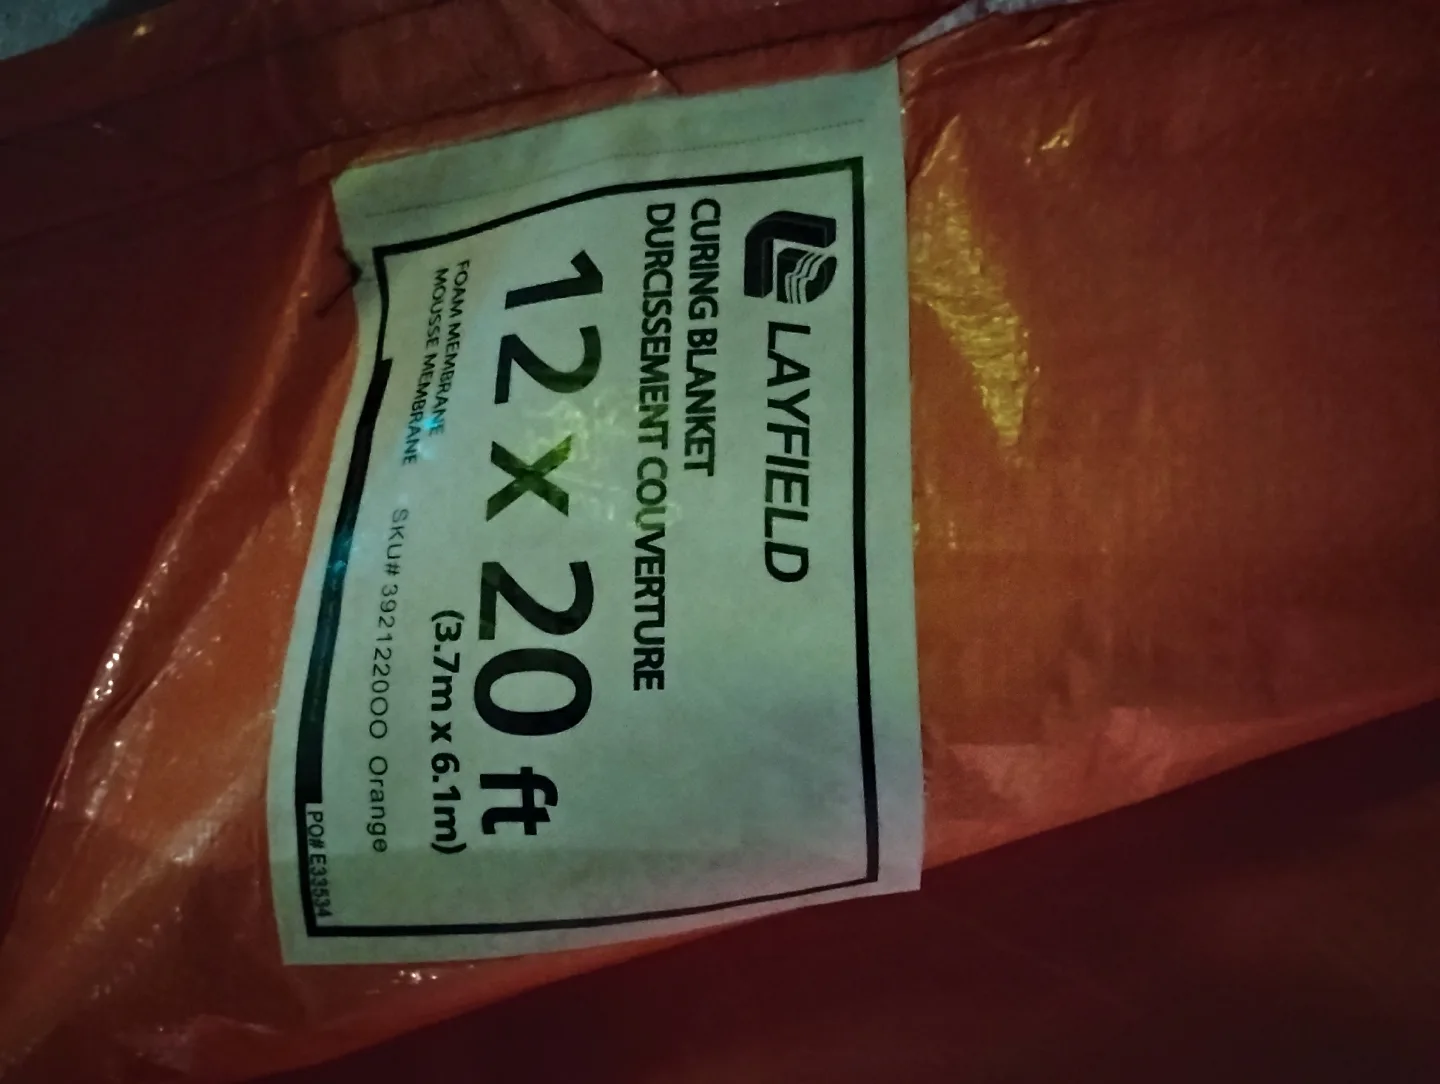 LAYFIELD
CURING BLANKET
DURCISSEMENT COUVERTURE
12 x 20 ft
(3.7m x 6.1m)
FOAM MEMBRANE
MOUSSE MEMBRANE
SKU# 39212200O Orange
LPO# E33534